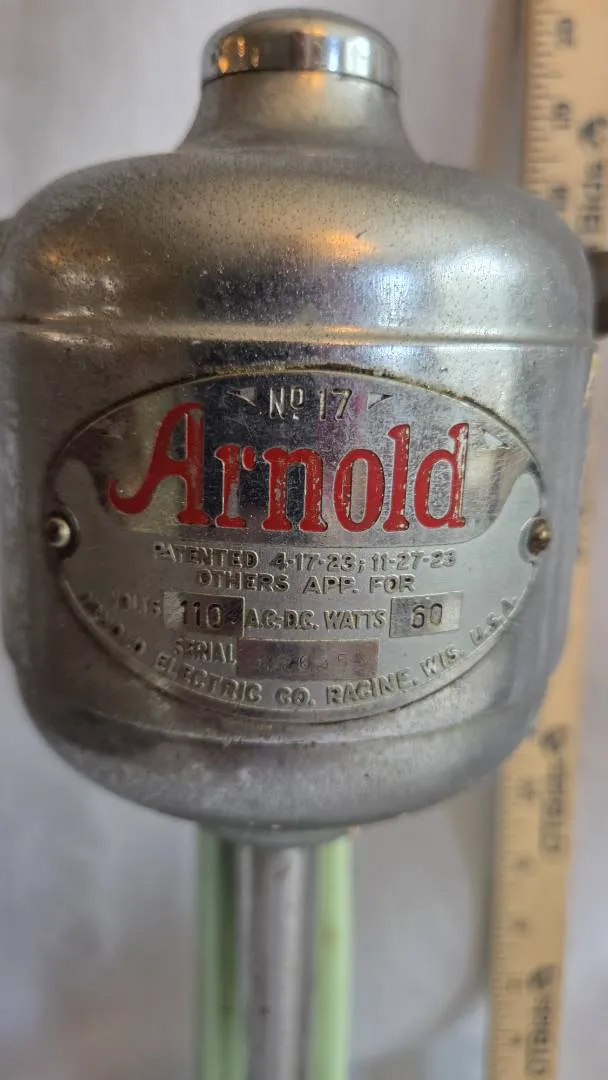 No 17
Arnold
PATENTED 4-17-23; 11-27-23
OTHERS APP. FOR
VOLTS 110 A.C-D.C. WATTS 60
SERIAL
ELECTRIC CO. RACINE, WIS. U.S.A.